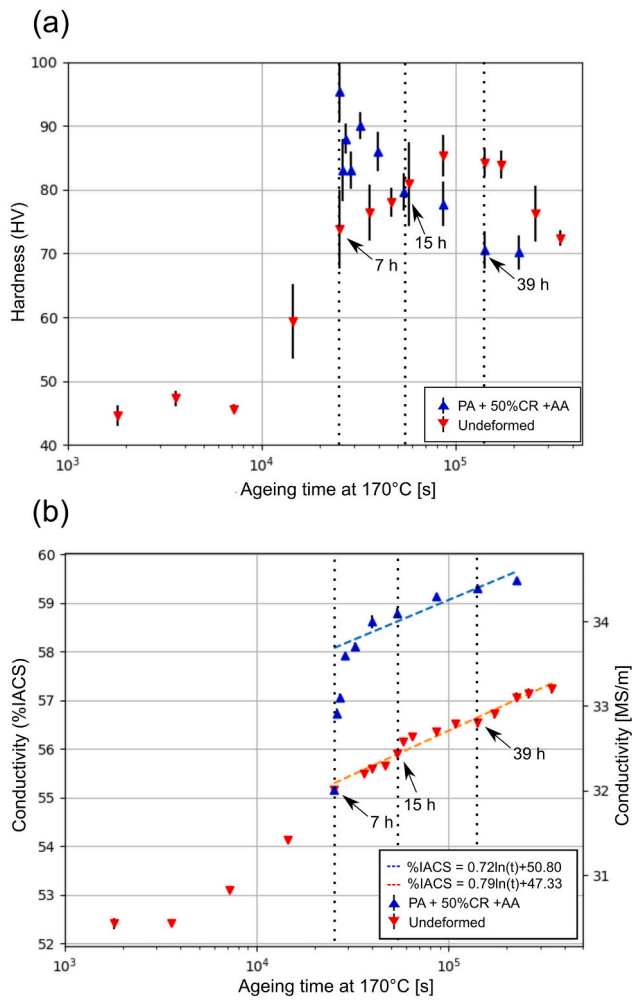 (a)
100
90
80
70
60
50
40
Hardness (HV)
7 h
15 h
39 h
PA + 50%CR +AA
Undeformed
10³
10⁴
10⁵
Ageing time at 170°C [s]
(b)
60
59
58
57
56
55
54
53
52
Conductivity (%IACS)
34
33
32
31
Conductivity [MS/m]
7 h
15 h
39 h
%IACS = 0.72ln(t)+50.80
%IACS = 0.79ln(t)+47.33
PA + 50%CR +AA
Undeformed
10³
10⁴
10⁵
Ageing time at 170°C [s]